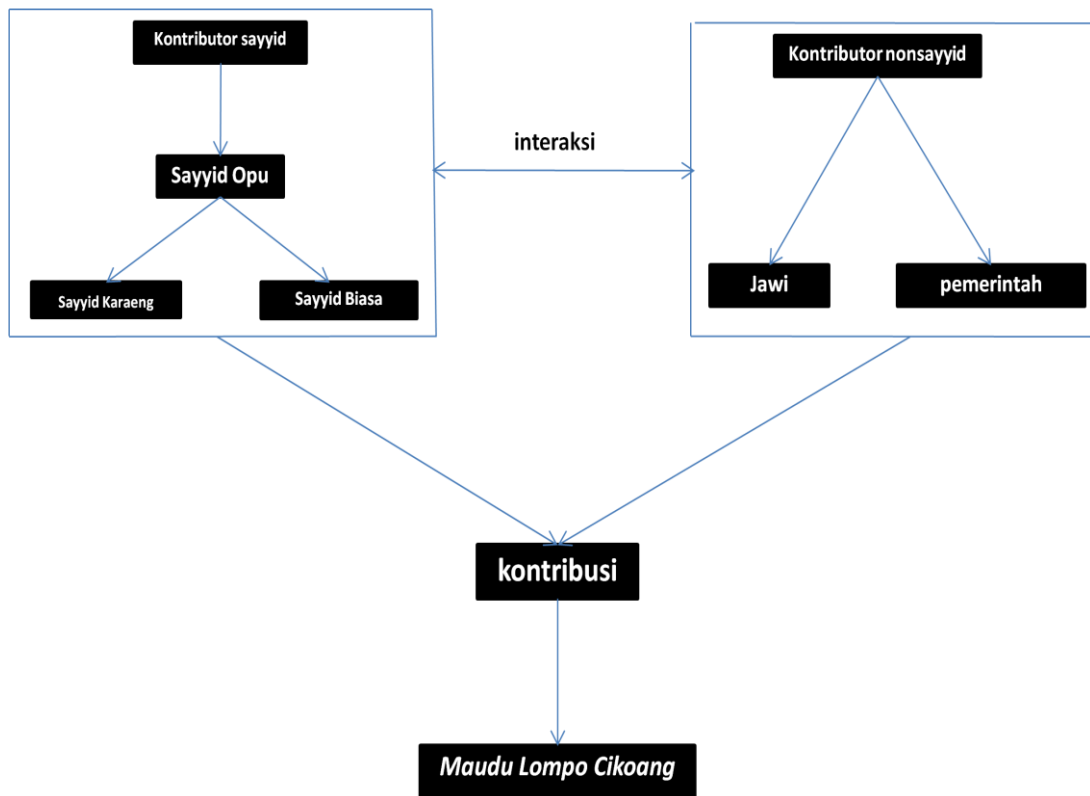 Kontributor sayyid
Kontributor nonsayyid
interaksi
Sayyid Opu
Sayyid Karaeng
Sayyid Biasa
Jawi
pemerintah
kontribusi
Maudu Lompo Cikoang